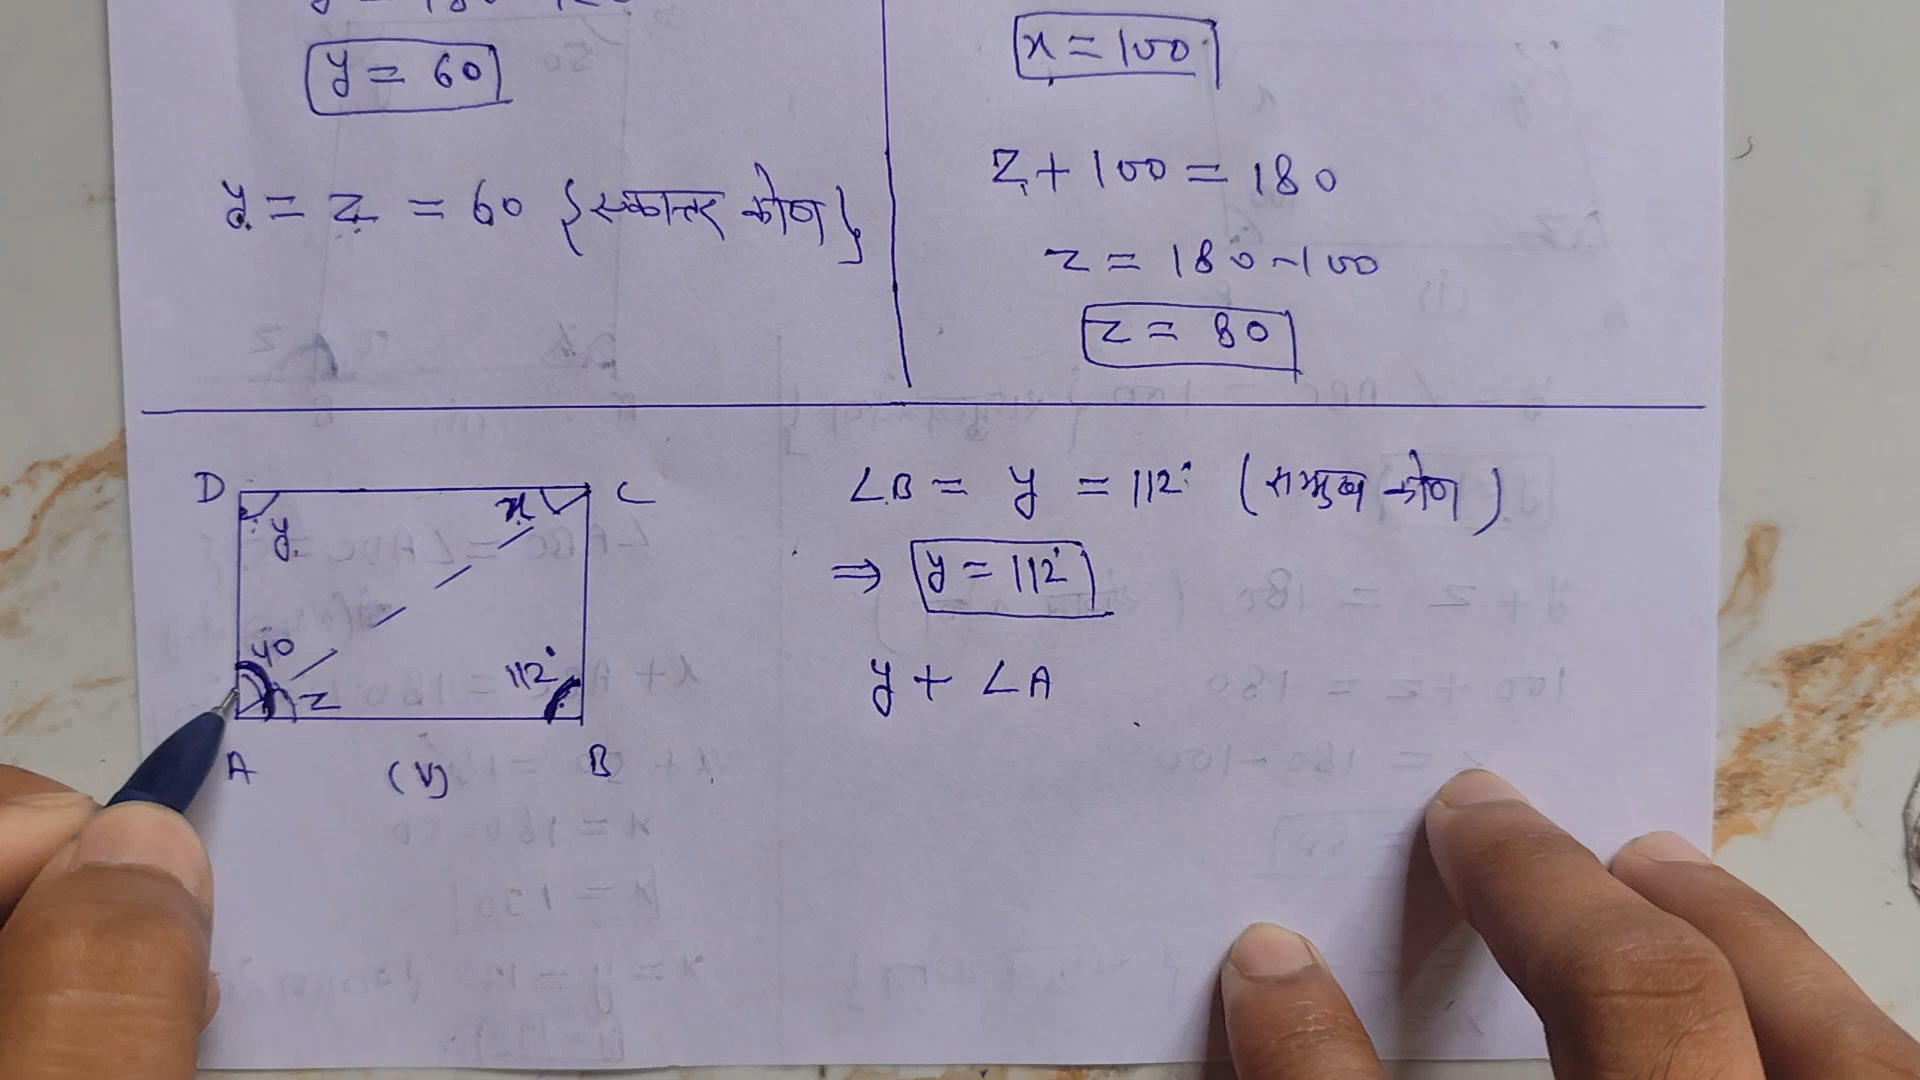 y = 60
y = z = 60 {एकान्तर कोण}
x = 100
z + 100 = 180
z = 180 - 100
z = 80
D
C
x
y
40
z
112°
A
B
(v)
∠B = y = 112° (सम्मुख कोण)
⇒ y = 112°
y + ∠A